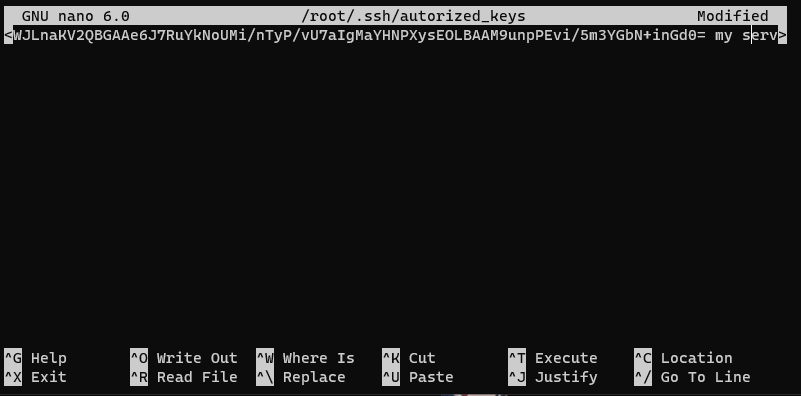 GNU nano 6.0 /root/.ssh/autorized_keys Modified
<WJLnaKV2QBGAAe6J7RuYkNoUMi/nTyP/vU7aIgMaYHNPXysEOLBAAM9unpPEvi/5m3YGbN+inGd0= my serv>
^G Help ^O Write Out ^W Where Is ^K Cut ^T Execute ^C Location
^X Exit ^R Read File ^\ Replace ^U Paste ^J Justify ^/ Go To Line